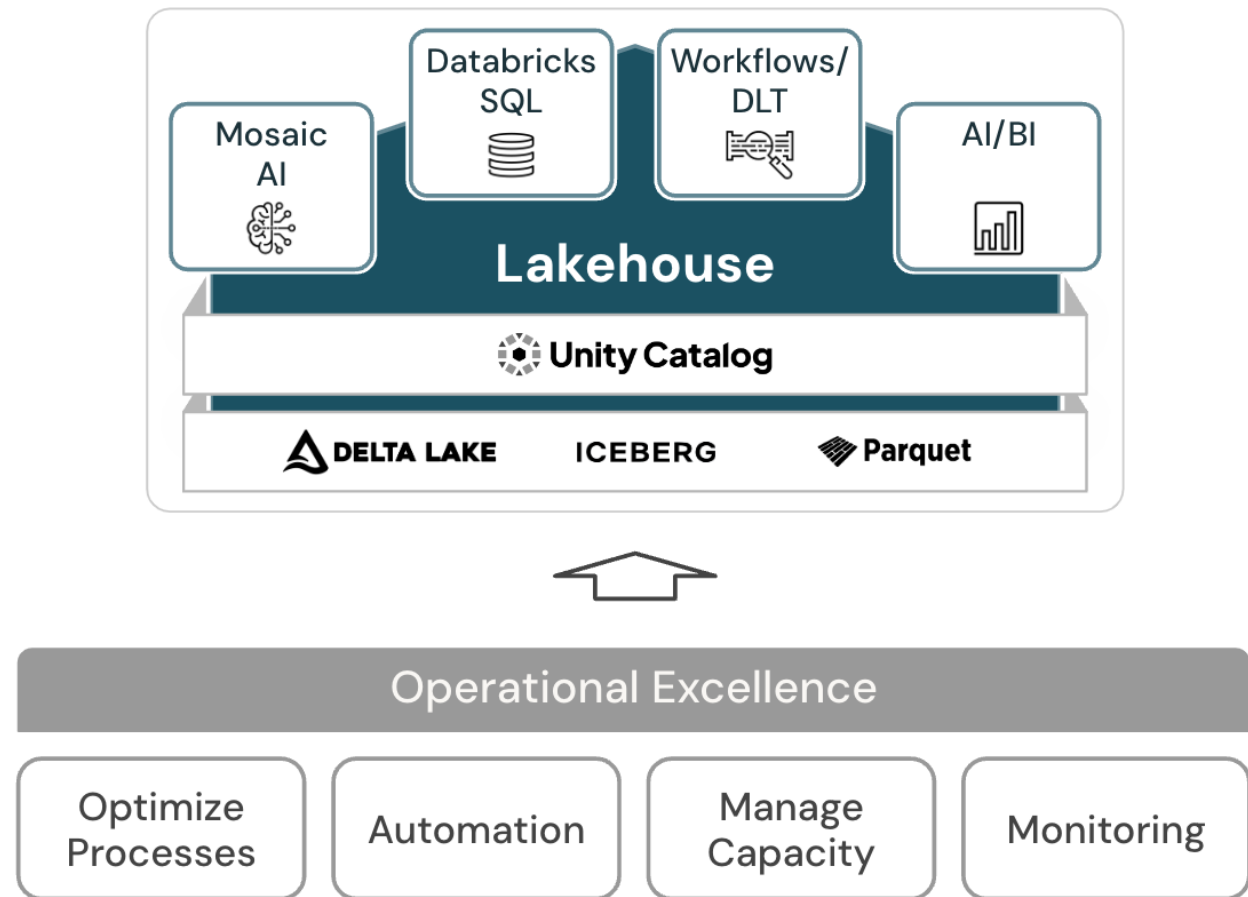 Databricks
SQL
Workflows/
DLT
Mosaic
AI
AI/BI
Lakehouse
Unity Catalog
DELTA LAKE
ICEBERG
Parquet
Operational Excellence
Optimize
Processes
Automation
Manage
Capacity
Monitoring